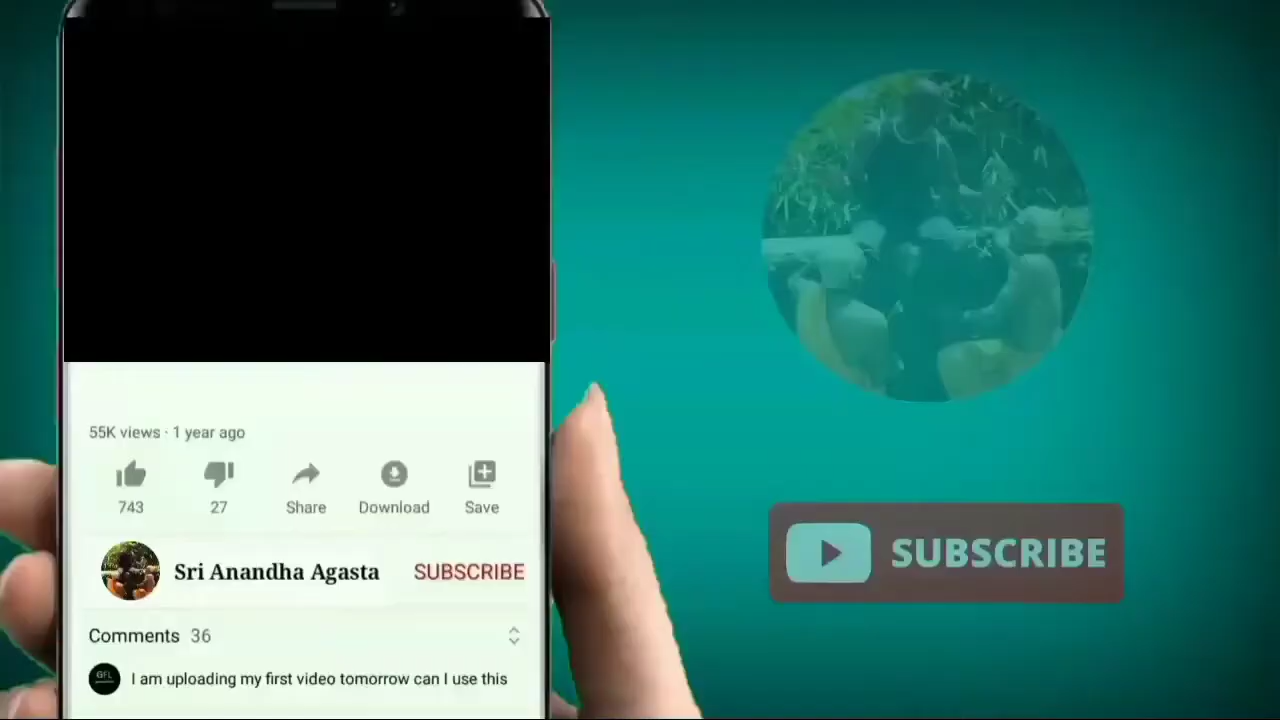 55K views · 1 year ago
743
27
Share
Download
Save
Sri Anandha Agasta
SUBSCRIBE
Comments 36
GFL
I am uploading my first video tomorrow can I use this
SUBSCRIBE